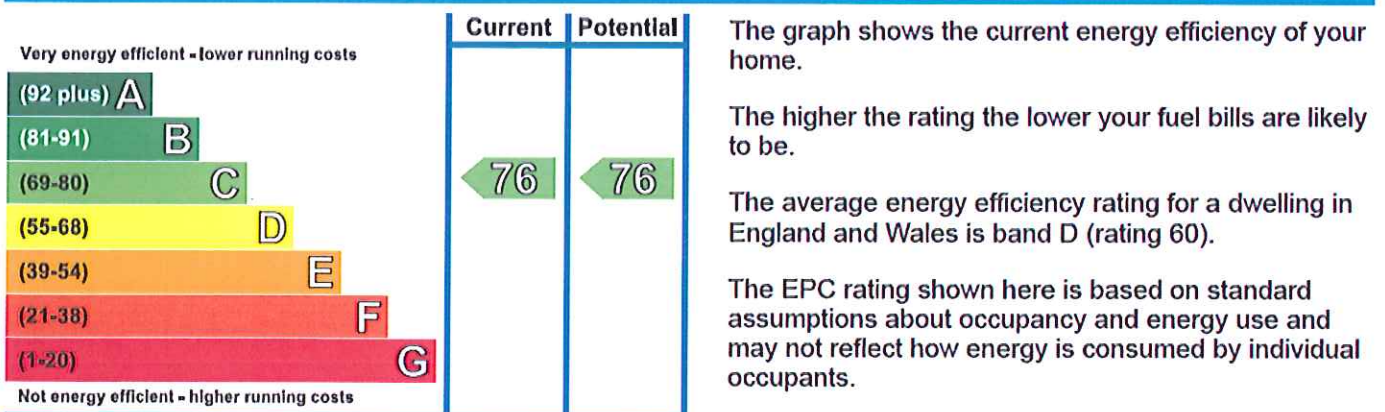 Current Potential
Very energy efficient - lower running costs
(92 plus) A
(81-91) B
(69-80) C
76 76
(55-68) D
(39-54) E
(21-38) F
(1-20) G
Not energy efficient - higher running costs
The graph shows the current energy efficiency of your
home.
The higher the rating the lower your fuel bills are likely
to be.
The average energy efficiency rating for a dwelling in
England and Wales is band D (rating 60).
The EPC rating shown here is based on standard
assumptions about occupancy and energy use and
may not reflect how energy is consumed by individual
occupants.